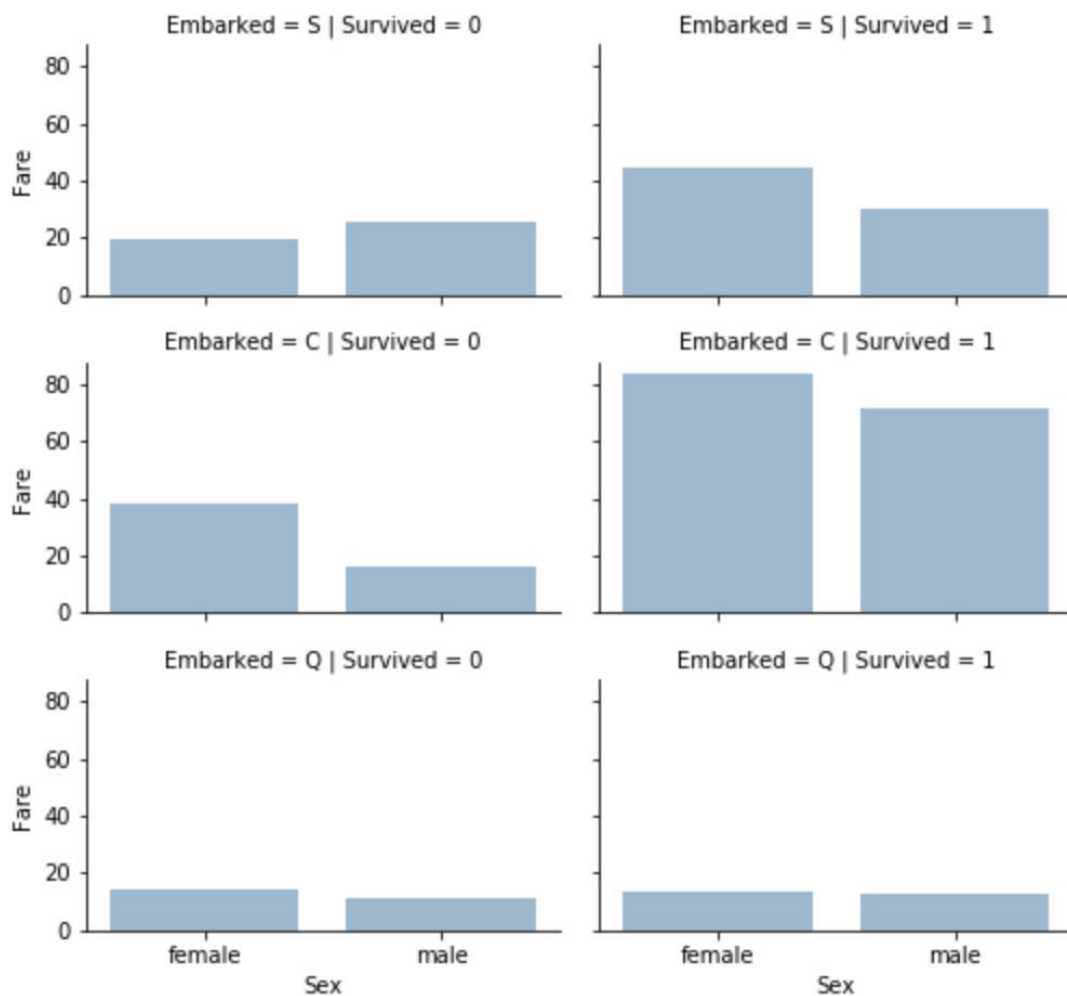 Embarked = S | Survived = 0
Embarked = S | Survived = 1
80
60
40
20
0
Fare
Embarked = C | Survived = 0
Embarked = C | Survived = 1
80
60
40
20
0
Fare
Embarked = Q | Survived = 0
Embarked = Q | Survived = 1
80
60
40
20
0
Fare
female
male
Sex
female
male
Sex